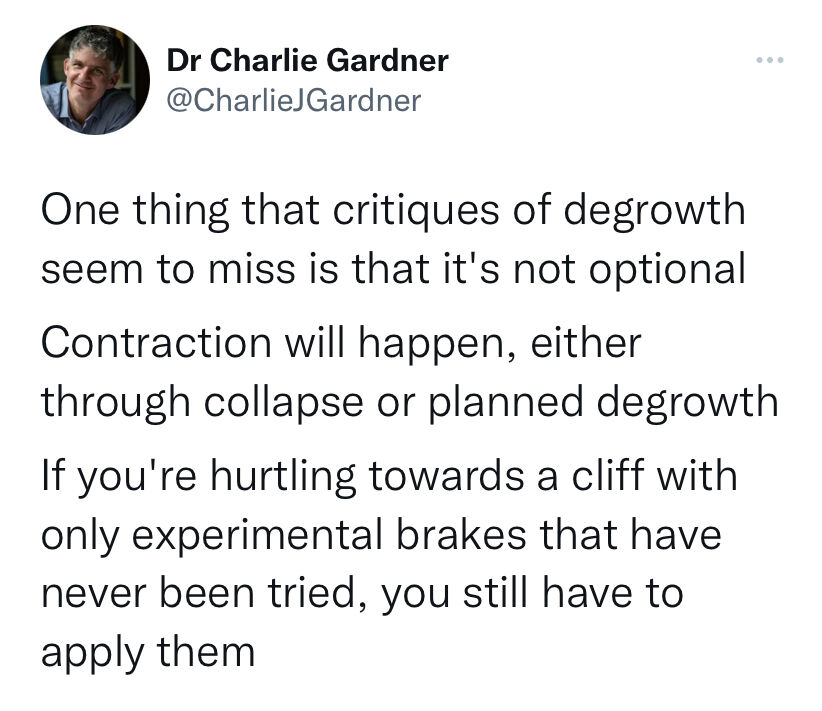 Dr Charlie Gardner
@CharlieJGardner
One thing that critiques of degrowth
seem to miss is that it's not optional
Contraction will happen, either
through collapse or planned degrowth
If you're hurtling towards a cliff with
only experimental brakes that have
never been tried, you still have to
apply them